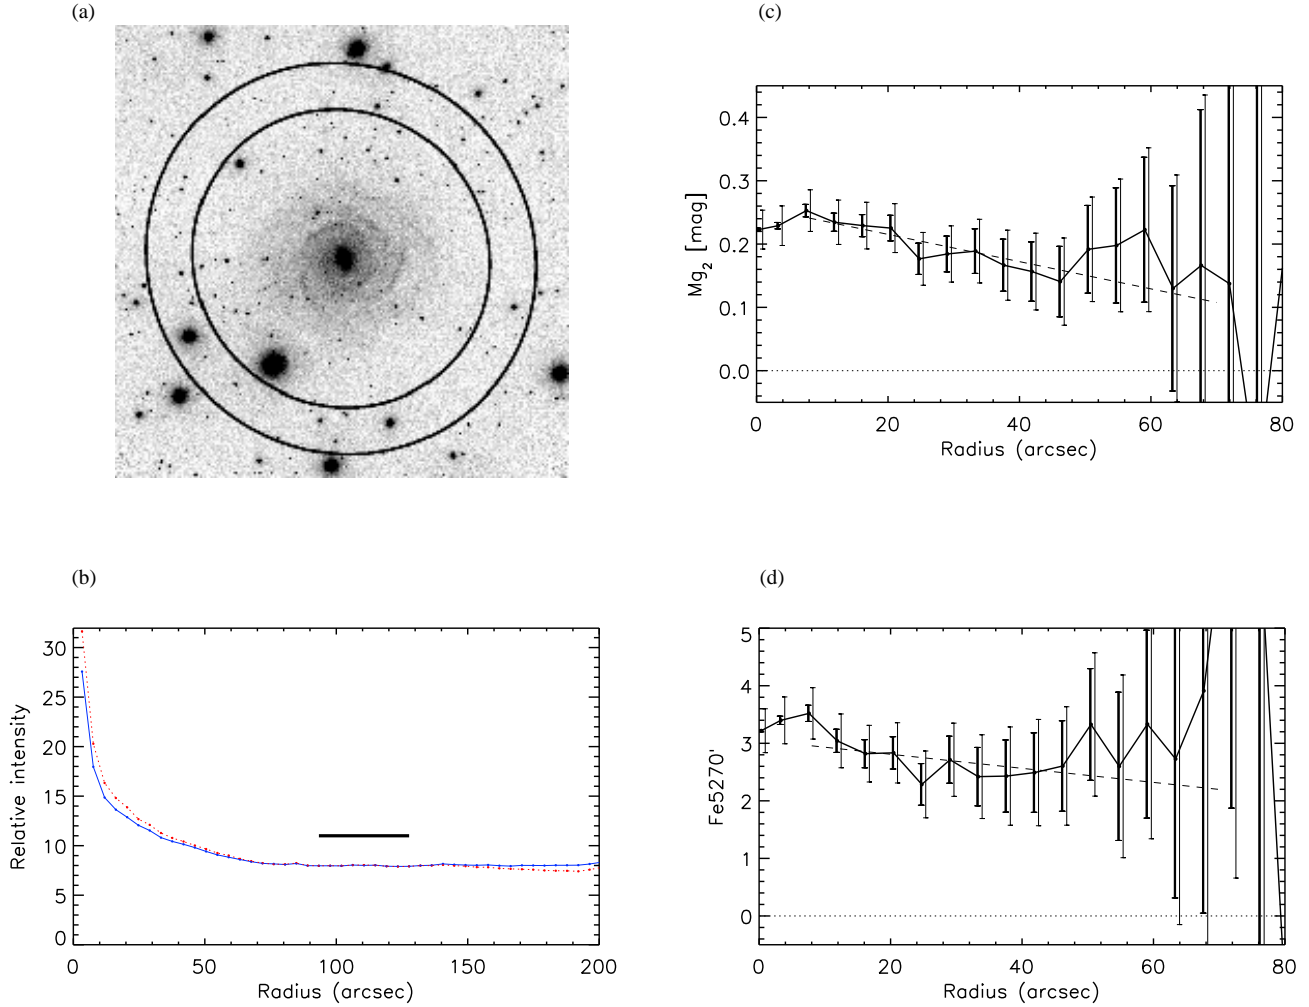 (a)
(c)
0.4
0.3
0.2
0.1
0.0
Mg2 [mag]
0 20 40 60 80
Radius (arcsec)
(b)
(d)
30
25
20
15
10
5
0
Relative intensity
0 50 100 150 200
Radius (arcsec)
5
4
3
2
1
0
Fe5270'
0 20 40 60 80
Radius (arcsec)